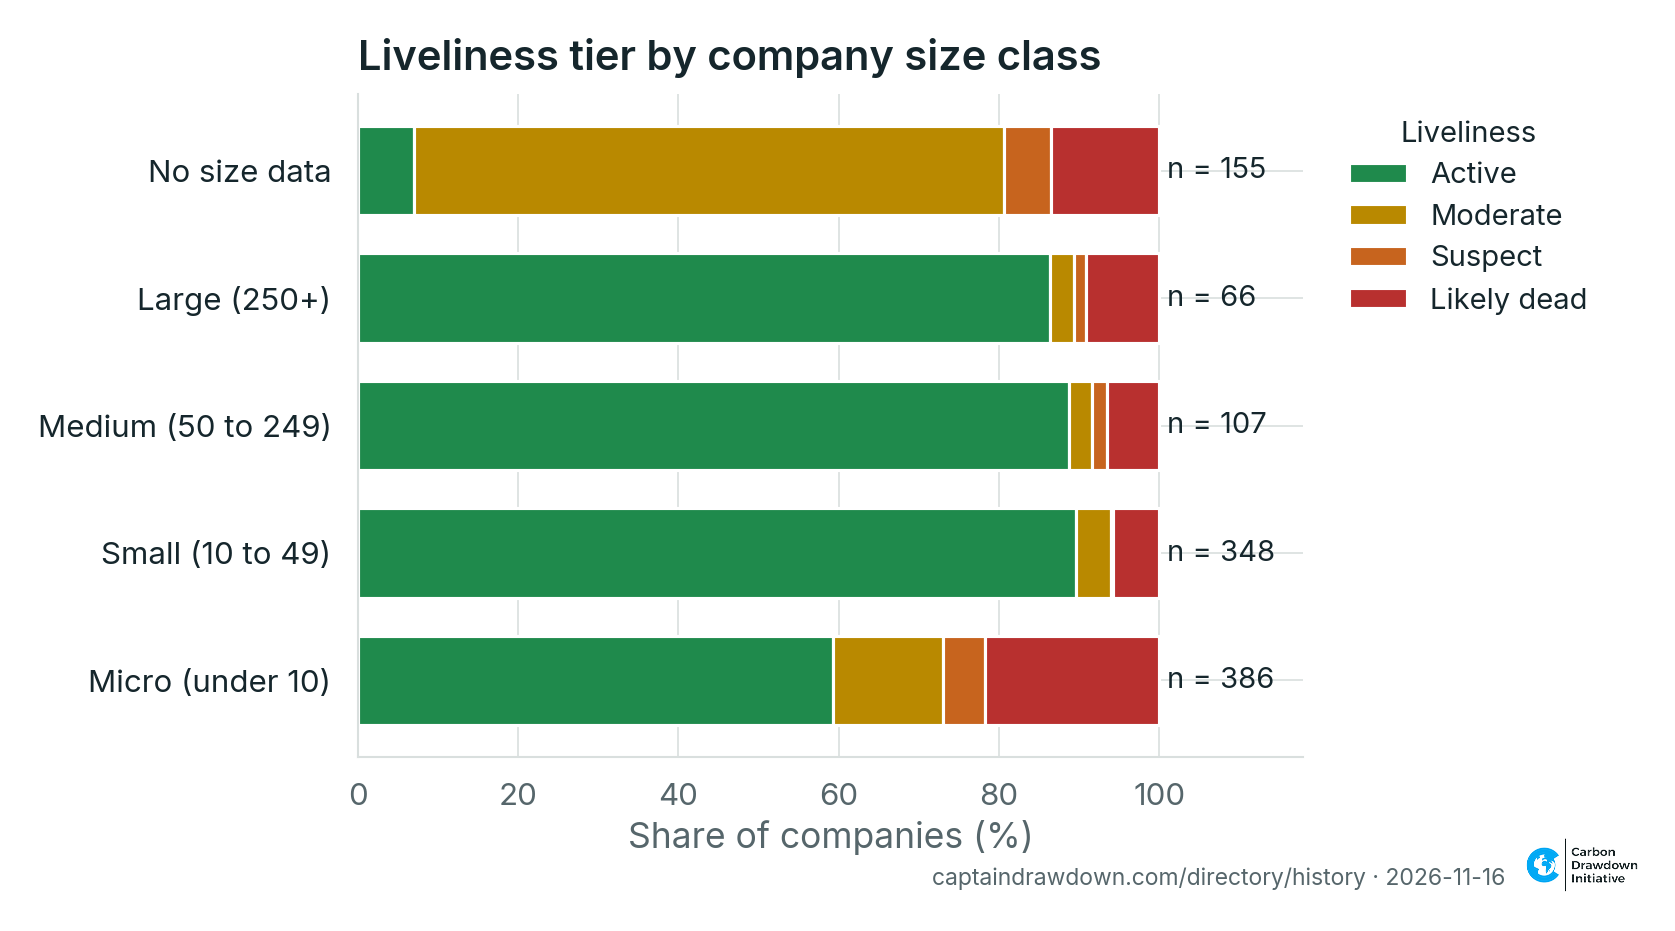 Liveliness tier by company size class
No size data
n = 155
Large (250+)
n = 66
Medium (50 to 249)
n = 107
Small (10 to 49)
n = 348
Micro (under 10)
n = 386
0 20 40 60 80 100
Share of companies (%)
Liveliness
Active
Moderate
Suspect
Likely dead
captaindrawdown.com/directory/history · 2026-11-16
Carbon
Drawdown
Initiative